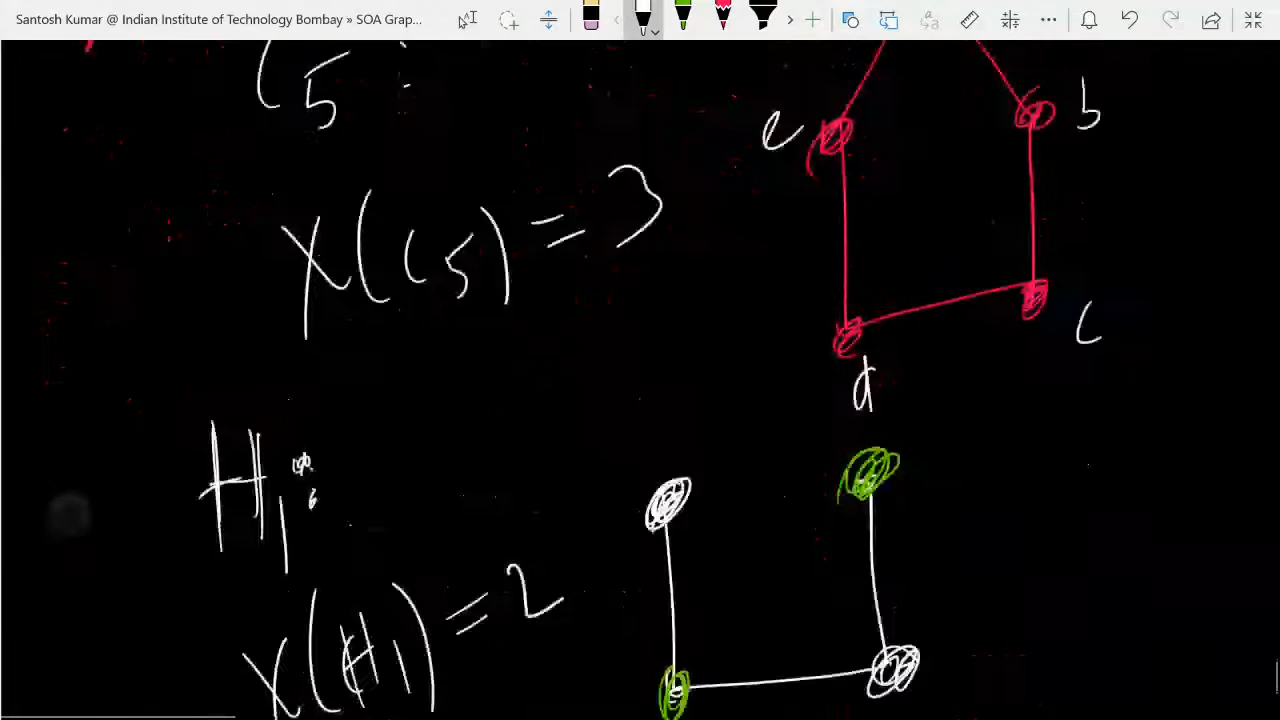 Santosh Kumar @ Indian Institute of Technology Bombay » SOA Grap...
C5 :
e
b
χ(C5) = 3
c
d
H1 :
χ(H1) = 2